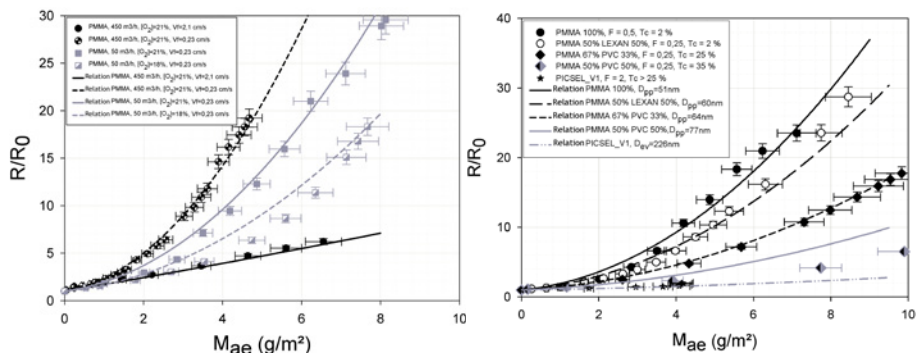 PMMA, 450 m3/h, [O₂]=21%, Vf=2,1 cm/s
PMMA, 450 m3/h, [O₂]=21%, Vf=0,23 cm/s
PMMA, 50 m3/h, [O₂]=21%, Vf=0,23 cm/s
PMMA, 50 m3/h, [O₂]=18%, Vf=0,23 cm/s
Relation PMMA, 450 m3/h, [O₂]=21%, Vf=2,1 cm/s
Relation PMMA, 450 m3/h, [O₂]=21%, Vf=0,23 cm/s
Relation PMMA, 50 m3/h, [O₂]=21%, Vf=0,23 cm/s
Relation PMMA, 50 m3/h, [O₂]=18%, Vf=0,23 cm/s
R/R₀
30
25
20
15
10
5
0
0 2 4 6 8 10
Mae (g/m²)
PMMA 100%, F = 0,5, Tc = 2 %
PMMA 50% LEXAN 50%, F = 0,25, Tc = 2 %
PMMA 67% PVC 33%, F = 0,25, Tc = 25 %
PMMA 50% PVC 50%, F = 0,25, Tc = 35 %
PICSEL_V1, F = 2, Tc > 25 %
Relation PMMA 100%, Dpp=51nm
Relation PMMA 50% LEXAN 50%, Dpp=60nm
Relation PMMA 67% PVC 33%, Dpp=64nm
Relation PMMA 50% PVC 50%, Dpp=77nm
Relation PICSEL_V1, Dev=226nm
R/R₀
40
30
20
10
0
0 2 4 6 8 10
Mae (g/m²)